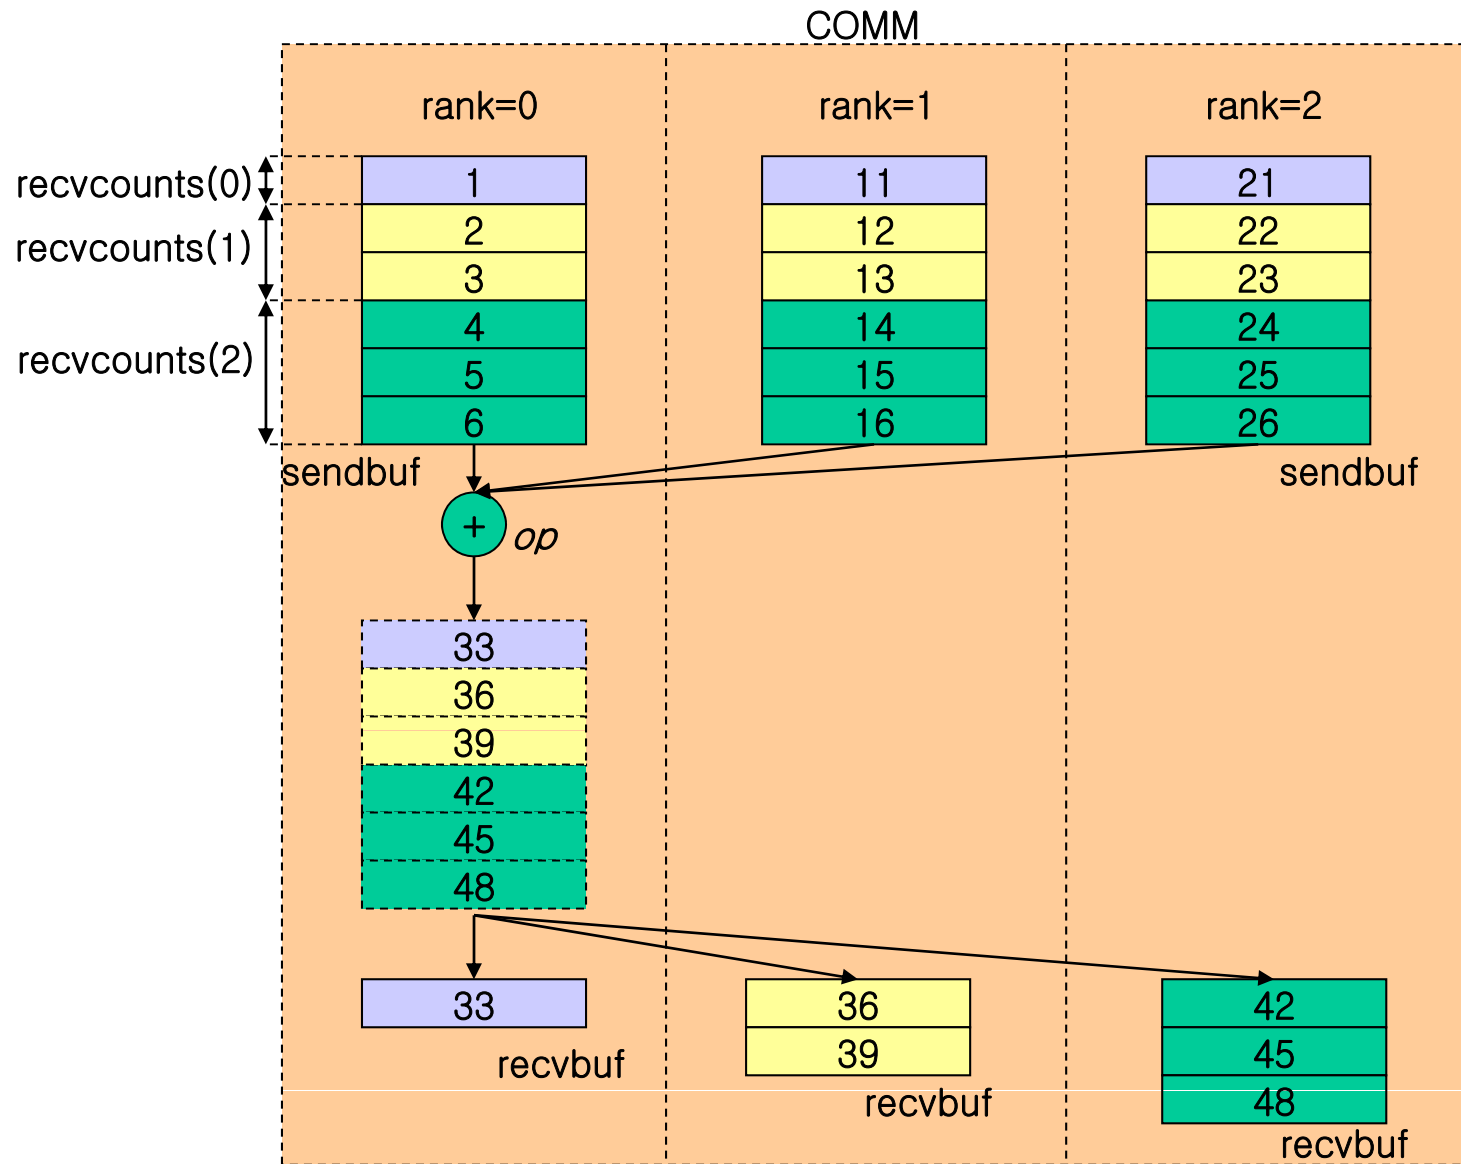 COMM
rank=0 rank=1 rank=2
recvcounts(0) 1 11 21
2 12 22
recvcounts(1)
3 13 23
4 14 24
recvcounts(2)
5 15 25
6 16 26
sendbuf sendbuf
+ op
33
36
39
42
45
48
33 36 42
39 45
recvbuf
recvbuf 48
recvbuf